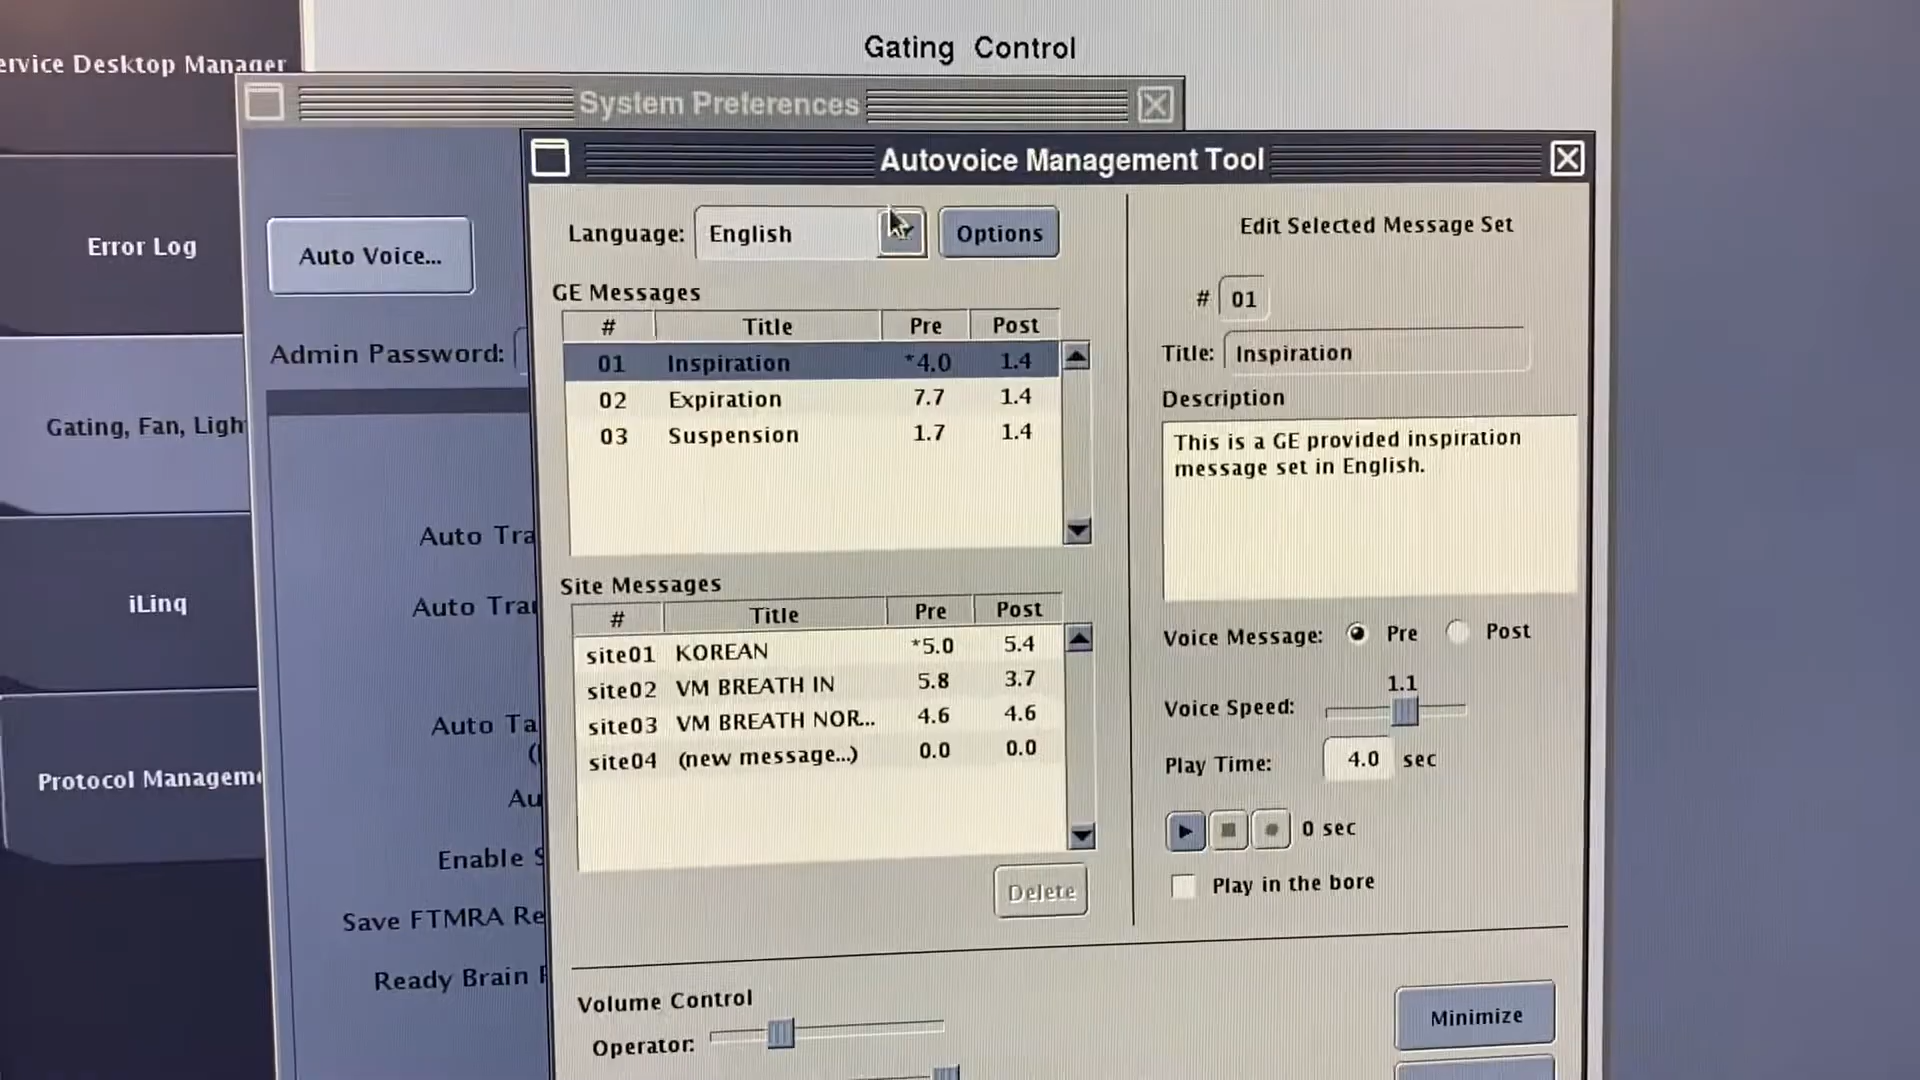 Gating Control
ervice Desktop Manager
System Preferences
Autovoice Management Tool
Error Log
Auto Voice...
Language: English Options
Edit Selected Message Set
# 01
GE Messages
# Title Pre Post
01 Inspiration *4.0 1.4
02 Expiration 7.7 1.4
03 Suspension 1.7 1.4
Admin Password:
Title: Inspiration
Description
This is a GE provided inspiration
message set in English.
Gating, Fan, Ligh
Auto Tra
Auto Tra
Site Messages
# Title Pre Post
site01 KOREAN *5.0 5.4
site02 VM BREATH IN 5.8 3.7
site03 VM BREATH NOR... 4.6 4.6
site04 (new message...) 0.0 0.0
iLinq
Voice Message: Pre Post
1.1
Voice Speed:
Play Time: 4.0 sec
0 sec
Play in the bore
Auto Ta
Au
Protocol Managem
Enable S
Delete
Save FTMRA Re
Ready Brain
Volume Control
Operator:
Minimize